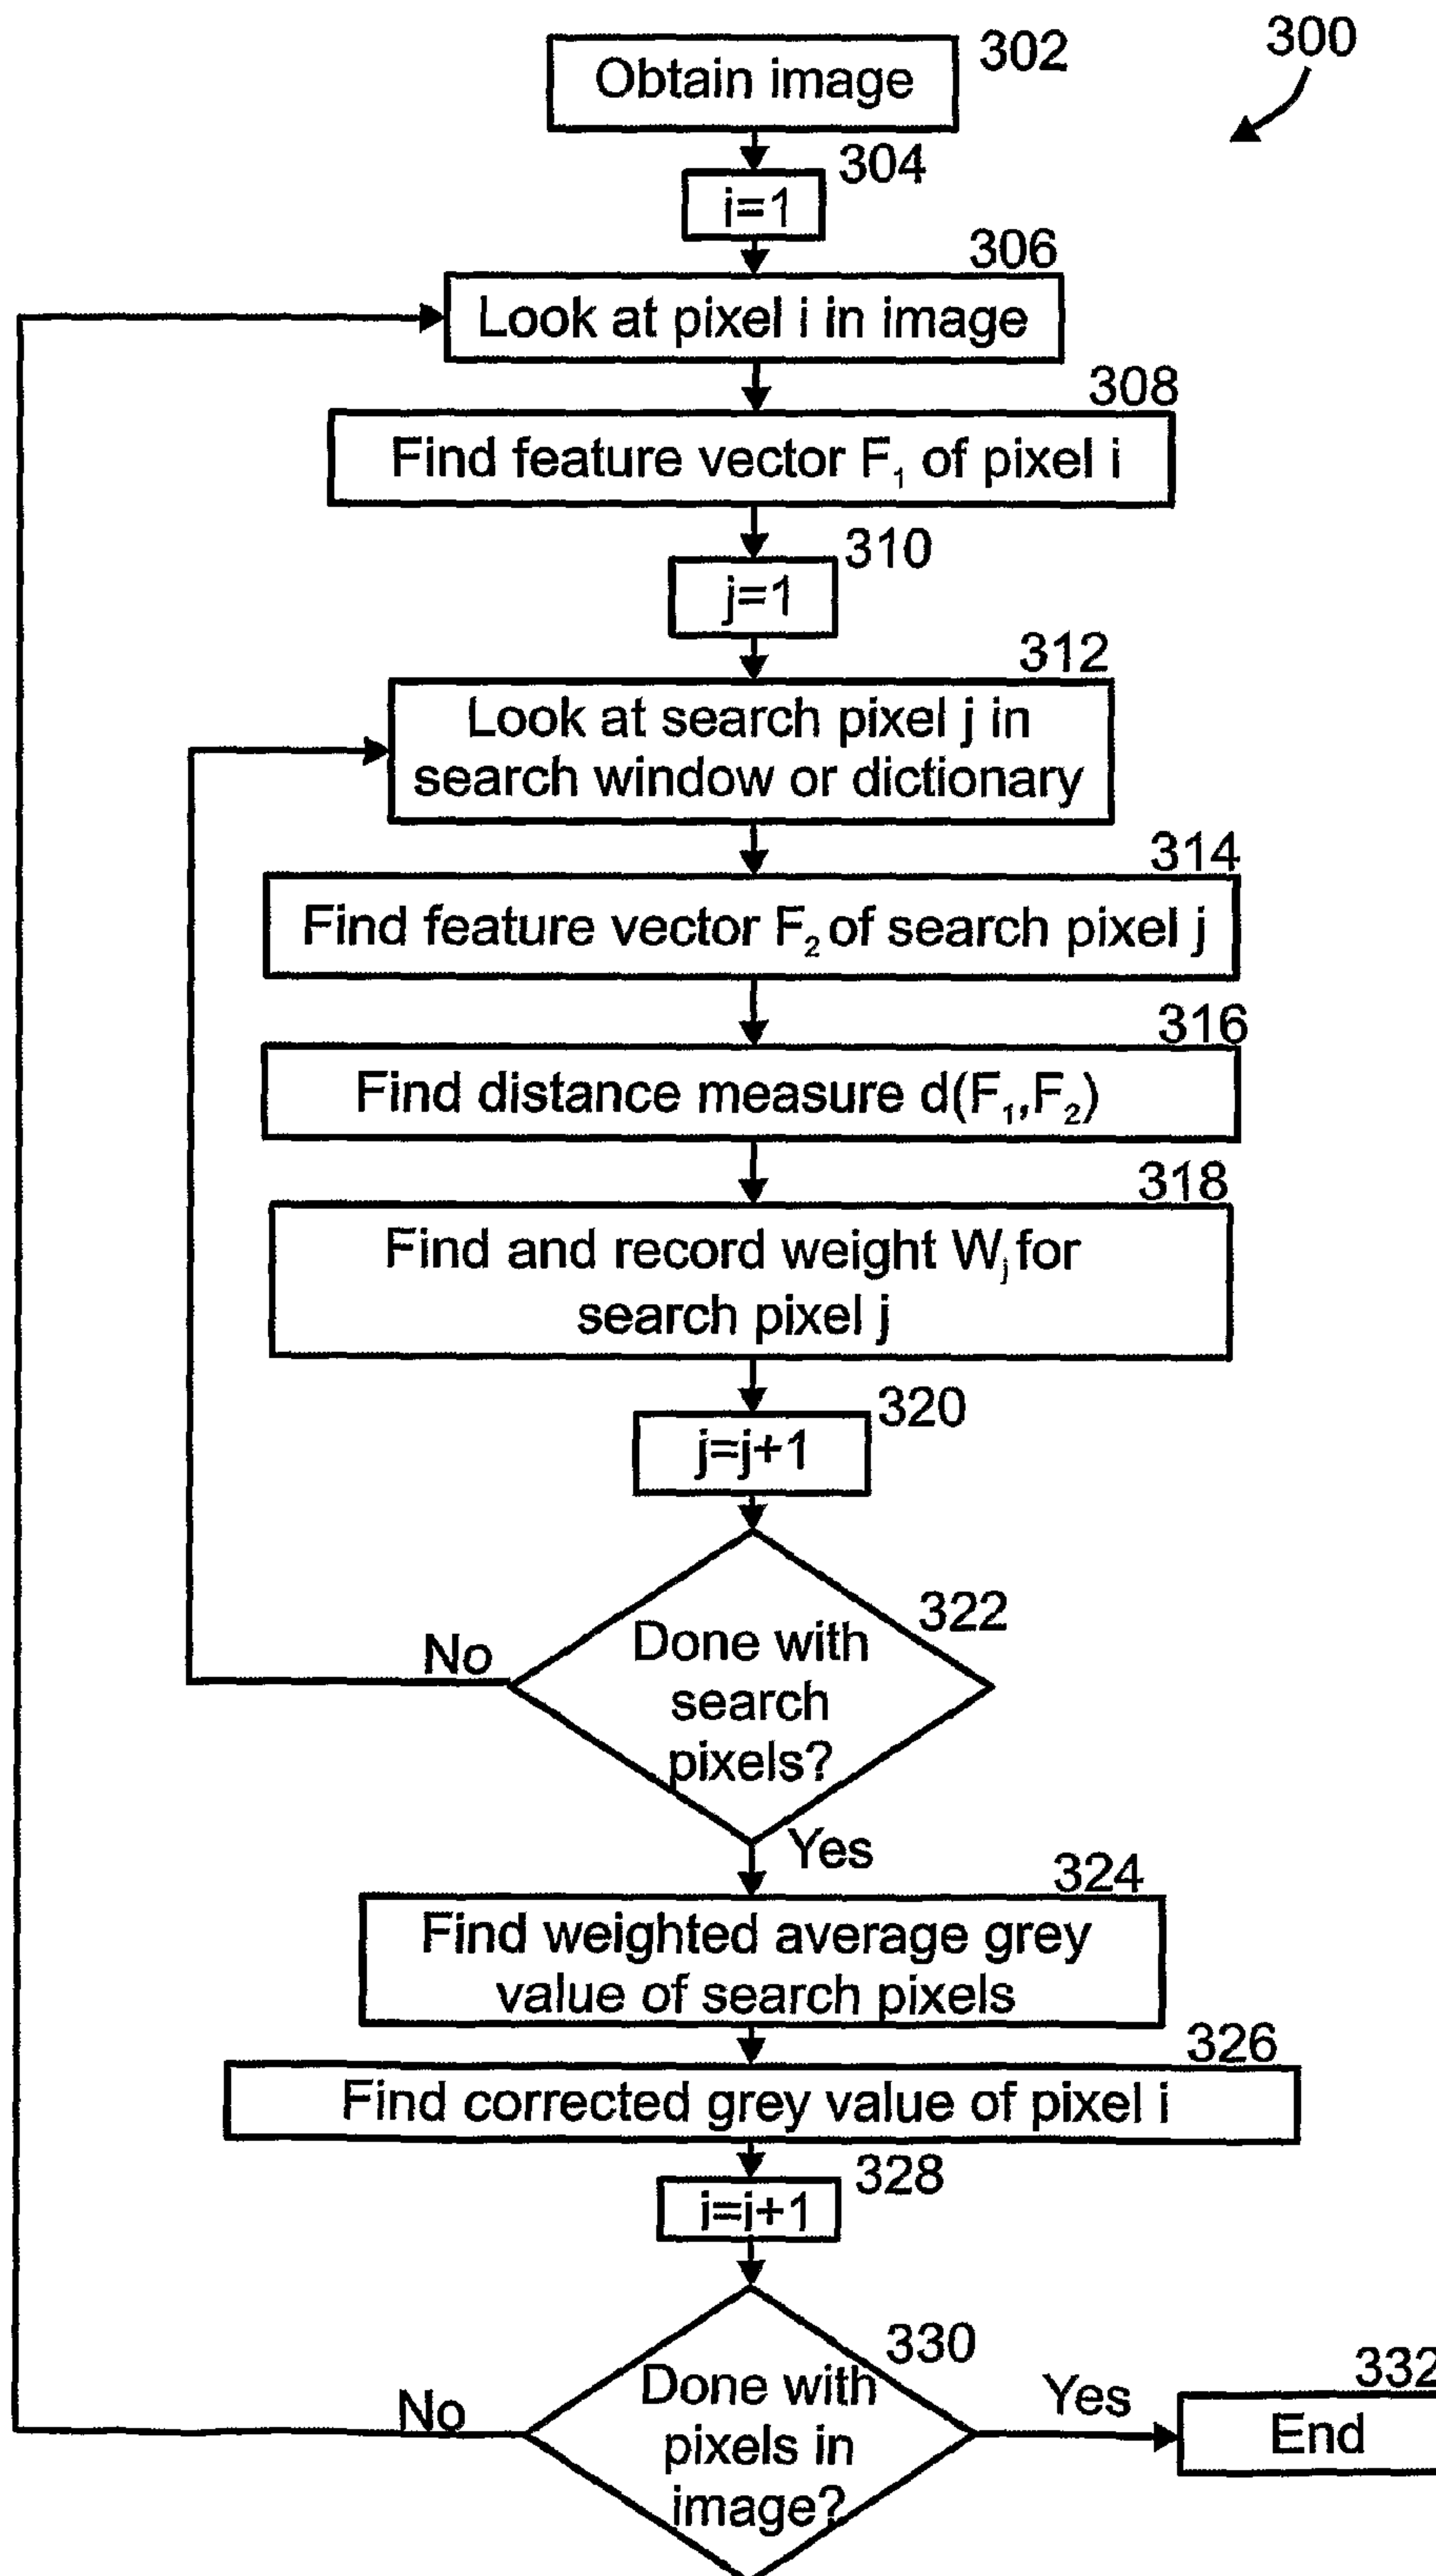 300
302
Obtain image
304
i=1
306
Look at pixel i in image
308
Find feature vector F₁ of pixel i
310
j=1
312
Look at search pixel j in
search window or dictionary
314
Find feature vector F₂ of search pixel j
316
Find distance measure d(F₁,F₂)
318
Find and record weight Wⱼ for
search pixel j
320
j=j+1
322
Done with
search
pixels?
No
Yes
324
Find weighted average grey
value of search pixels
326
Find corrected grey value of pixel i
328
i=i+1
330
Done with
pixels in
image?
No
Yes
332
End